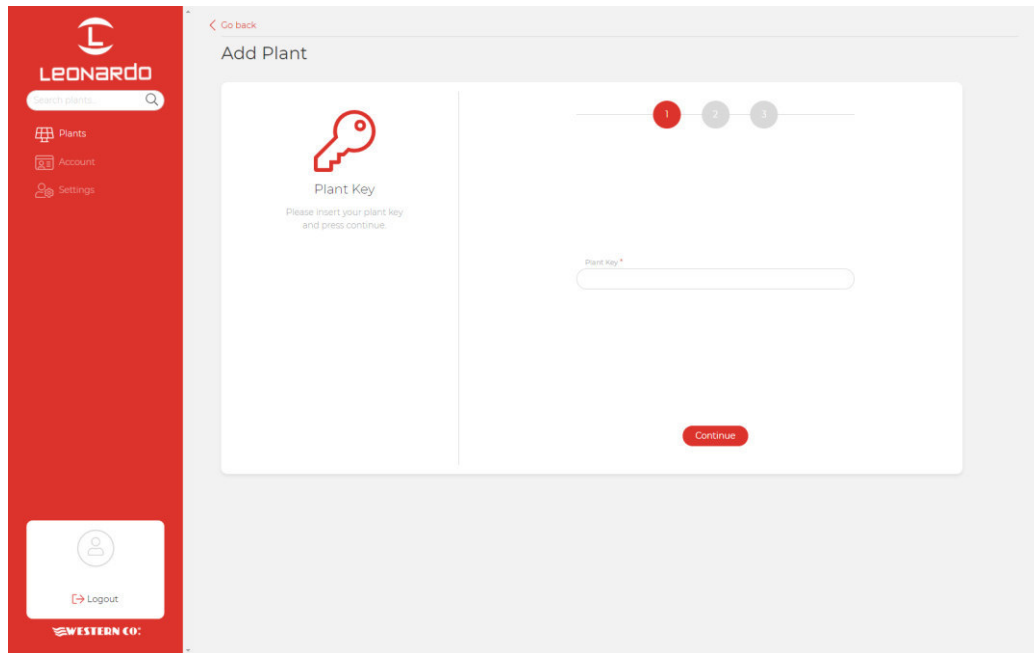 LEONARDO
Search plants...
Plants
Account
Settings
Logout
WESTERN CO.
Go back
Add Plant
Plant Key
Please insert your plant key
and press continue.
1 2 3
Plant Key *
Continue